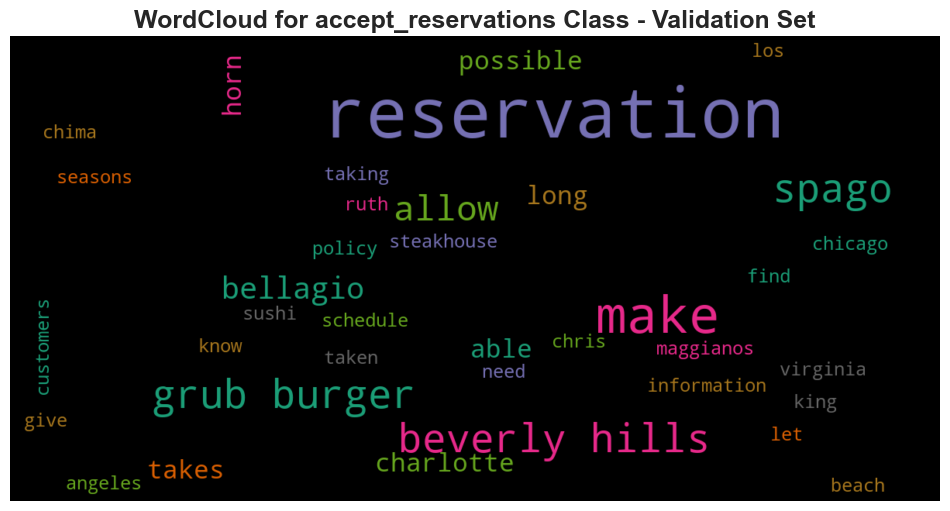 WordCloud for accept_reservations Class - Validation Set
los
possible
horn
reservation
chima
seasons
taking
spago
long
ruth
allow
steakhouse
policy
chicago
find
bellagio
sushi
schedule
make
customers
know
taken
able
chris
maggianos
need
virginia
information
grub burger
king
give
beverly hills
let
charlotte
takes
angeles
beach